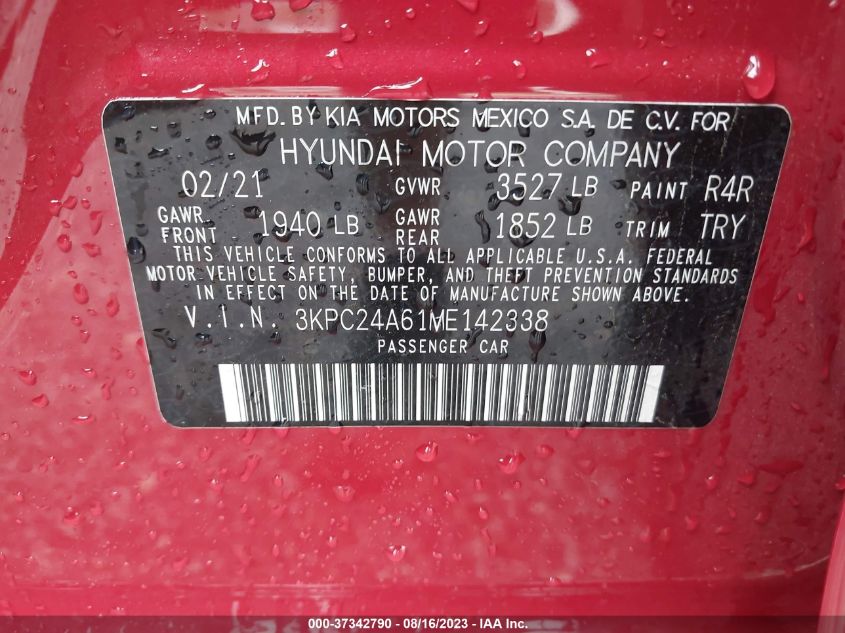 MFD. BY KIA MOTORS MEXICO S.A. DE C.V. FOR
HYUNDAI MOTOR COMPANY
02/21 GVWR 3527 LB PAINT R4R
GAWR FRONT 1940 LB GAWR REAR 1852 LB TRIM TRY
THIS VEHICLE CONFORMS TO ALL APPLICABLE U.S.A. FEDERAL
MOTOR VEHICLE SAFETY, BUMPER, AND THEFT PREVENTION STANDARDS
IN EFFECT ON THE DATE OF MANUFACTURE SHOWN ABOVE.
V.I.N. 3KPC24A61ME142338
PASSENGER CAR
000-37342790 - 08/16/2023 - IAA Inc.